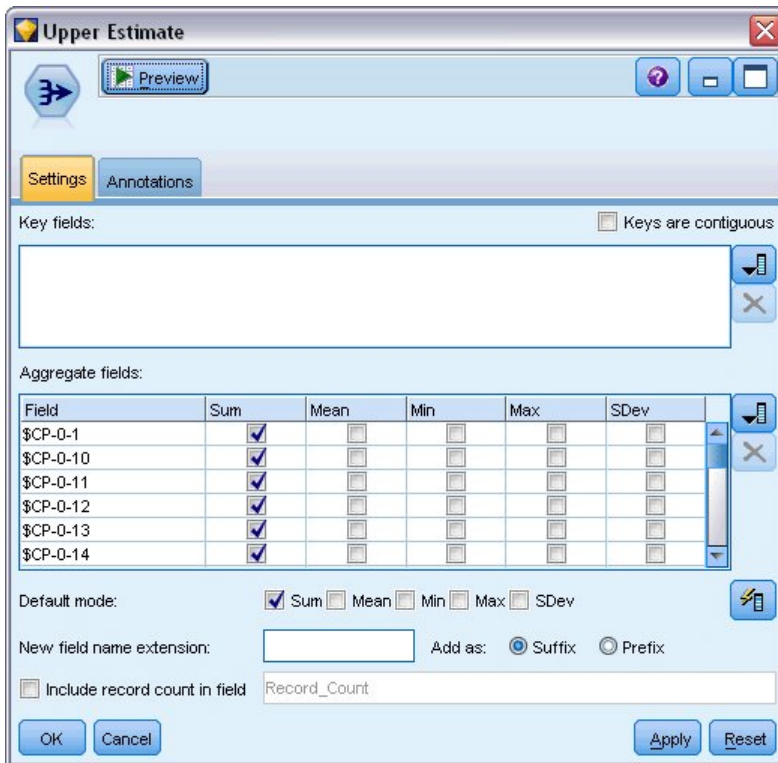 Upper Estimate
Preview
Settings Annotations
Key fields: Keys are contiguous
Aggregate fields:
Field Sum Mean Min Max SDev
$CP-0-1
$CP-0-10
$CP-0-11
$CP-0-12
$CP-0-13
$CP-0-14
Default mode: Sum Mean Min Max SDev
New field name extension: Add as: Suffix Prefix
Include record count in field Record_Count
OK Cancel Apply Reset